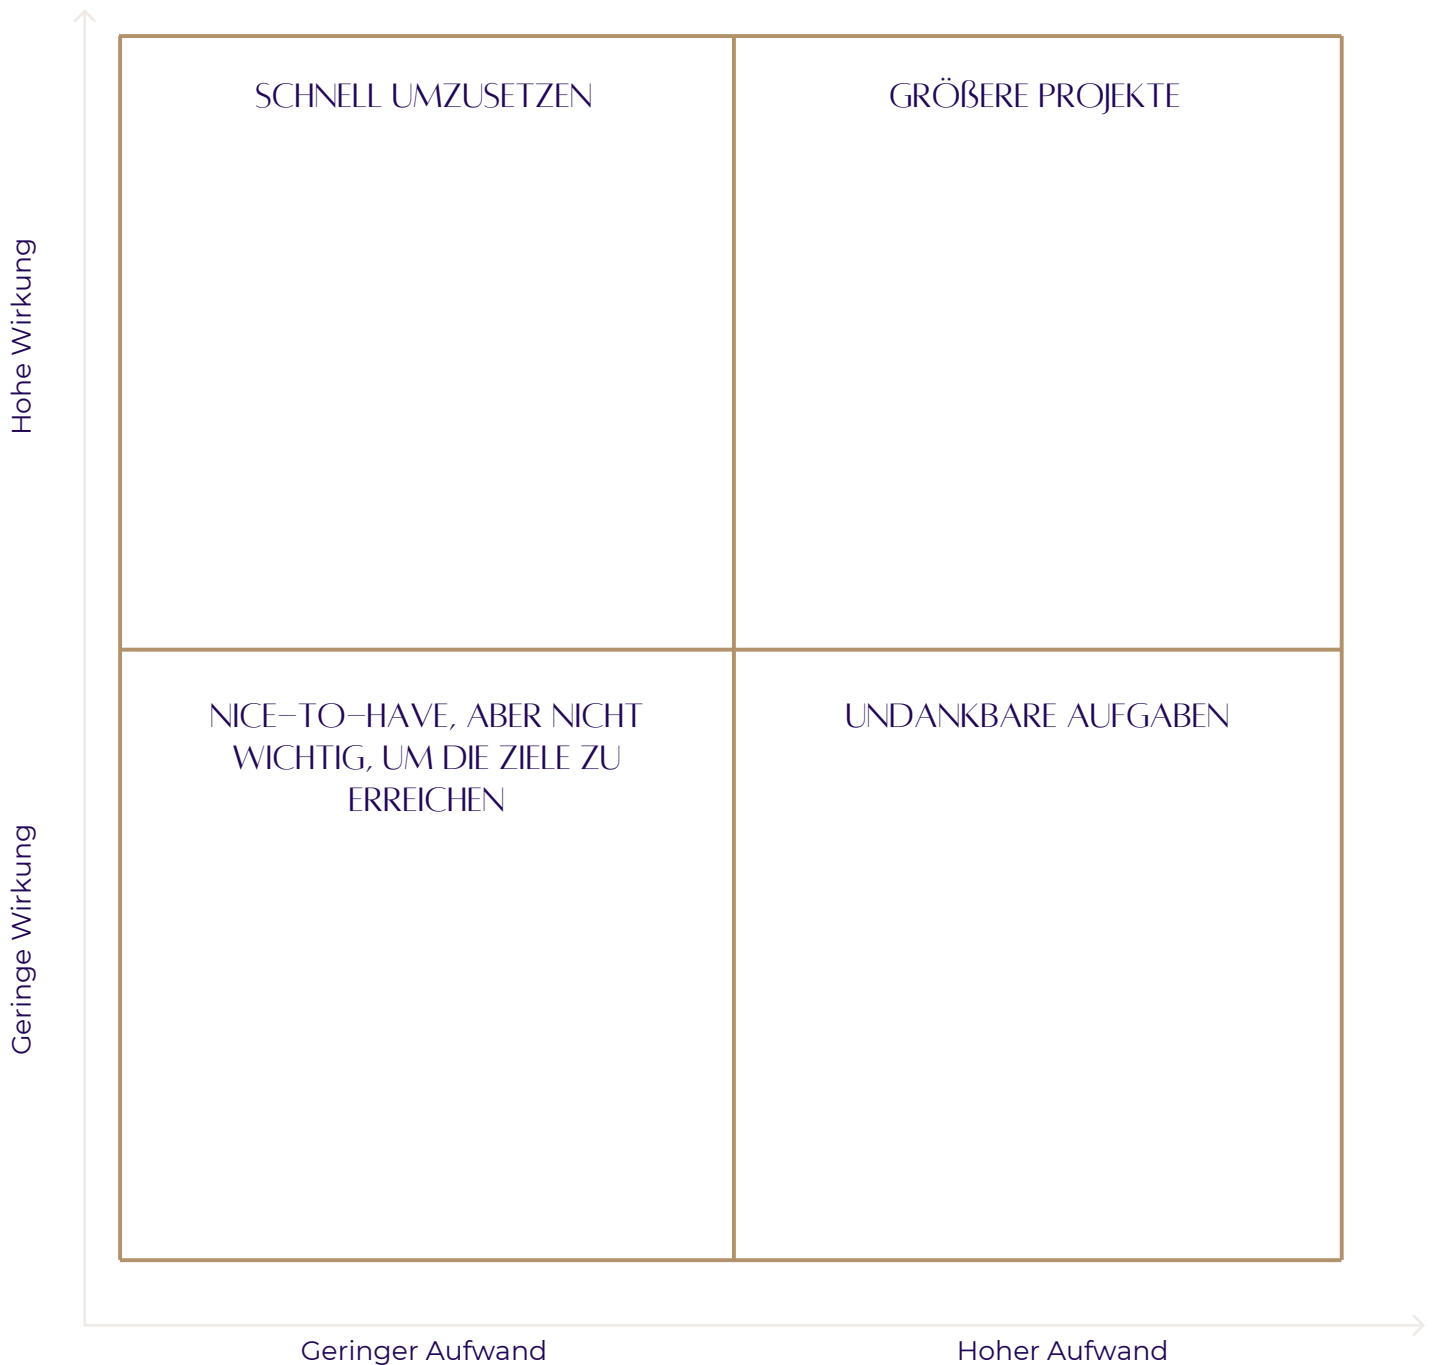 SCHNELL UMZUSETZEN
GRÖßERE PROJEKTE
Hohe Wirkung
NICE-TO-HAVE, ABER NICHT
WICHTIG, UM DIE ZIELE ZU
ERREICHEN
UNDANKBARE AUFGABEN
Geringe Wirkung
Geringer Aufwand
Hoher Aufwand